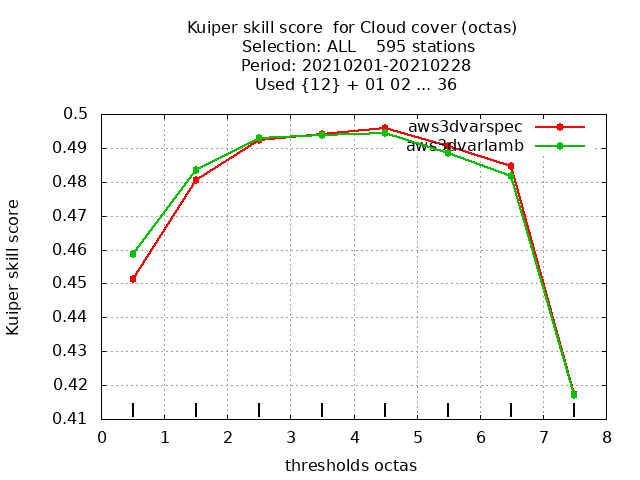 Kuiper skill score  for Cloud cover (octas)
Selection: ALL    595 stations
Period: 20210201-20210228
Used {12} + 01 02 ... 36
aws3dvarspec
aws3dvarlamb
0.5
0.49
0.48
0.47
0.46
0.45
0.44
0.43
0.42
0.41
Kuiper skill score
0 1 2 3 4 5 6 7 8
thresholds octas